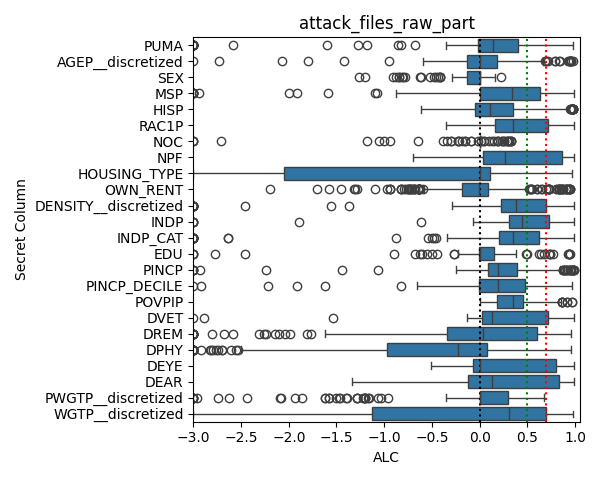 attack_files_raw_part
Secret Column
PUMA
AGEP__discretized
SEX
MSP
HISP
RAC1P
NOC
NPF
HOUSING_TYPE
OWN_RENT
DENSITY__discretized
INDP
INDP_CAT
EDU
PINCP
PINCP_DECILE
POVPIP
DVET
DREM
DPHY
DEYE
DEAR
PWGTP__discretized
WGTP__discretized
−3.0 −2.5 −2.0 −1.5 −1.0 −0.5 0.0 0.5 1.0
ALC